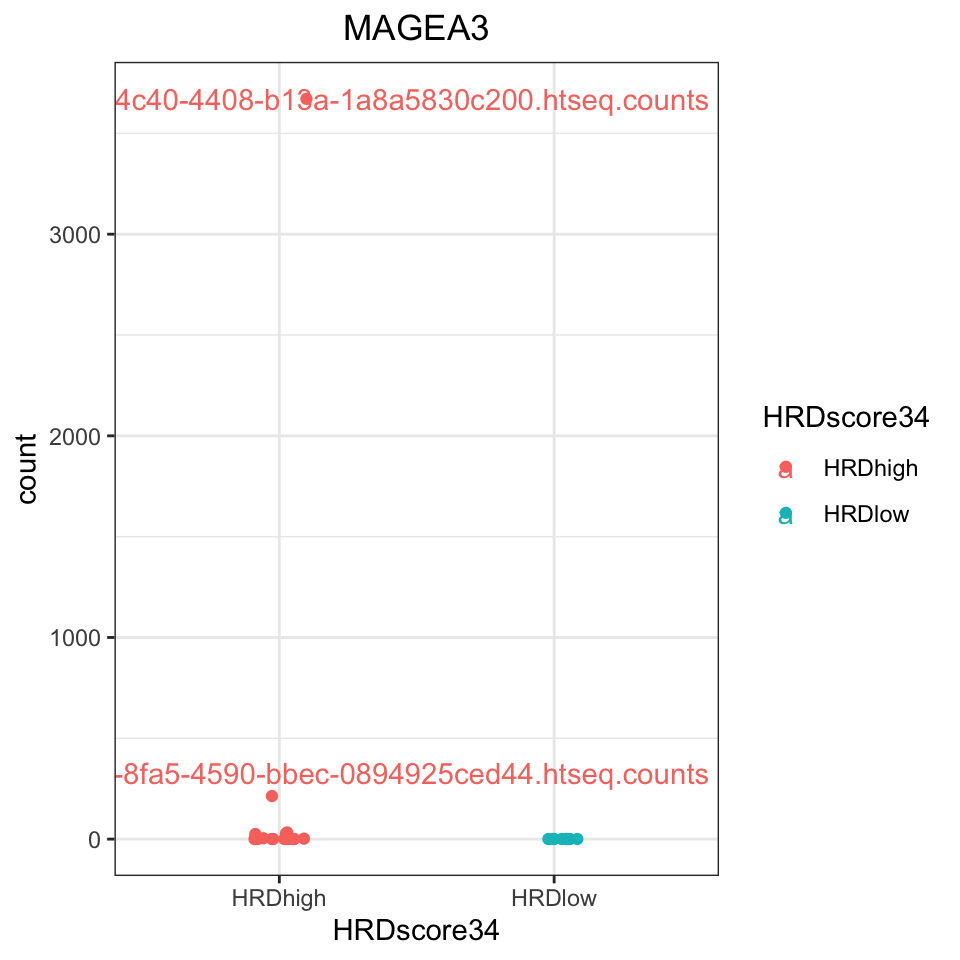 MAGEA3
4c40-4408-b13a-1a8a5830c200.htseq.counts
3000
2000
1000
-8fa5-4590-bbec-0894925ced44.htseq.counts
0
count
HRDhigh
HRDlow
HRDscore34
HRDscore34
a HRDhigh
a HRDlow